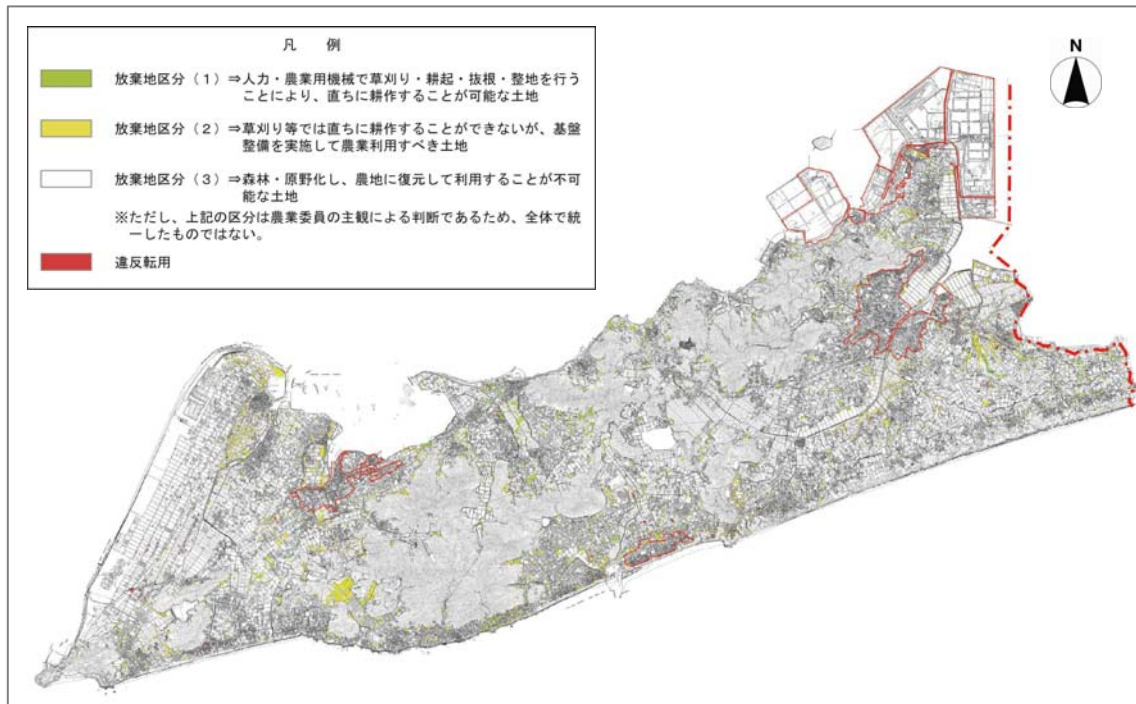 凡　例
放棄地区分（1）⇒人力・農業用機械で草刈り・耕起・抜根・整地を行う
ことにより、直ちに耕作することが可能な土地
放棄地区分（2）⇒草刈り等では直ちに耕作することができないが、基盤
整備を実施して農業利用すべき土地
放棄地区分（3）⇒森林・原野化し、農地に復元して利用することが不可
能な土地
※ただし、上記の区分は農業委員の主観による判断であるため、全体で統
一したものではない。
違反転用
N